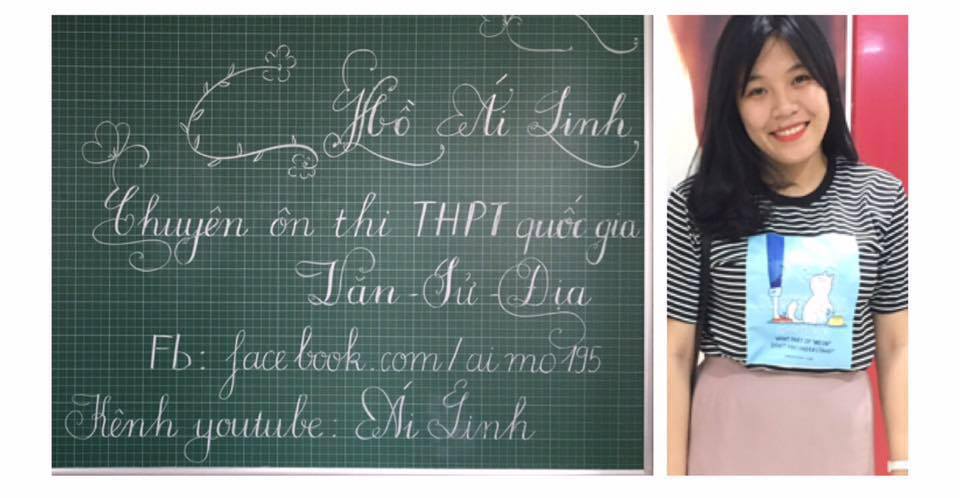 Hồ Ái Linh
Chuyên ôn thi THPT quốc gia
Văn - Sử - Địa
Fb: facebook.com/aimo195
Kênh youtube: Ái Linh
WHAT PART OF "MEOW"
DON'T YOU UNDERSTAND?